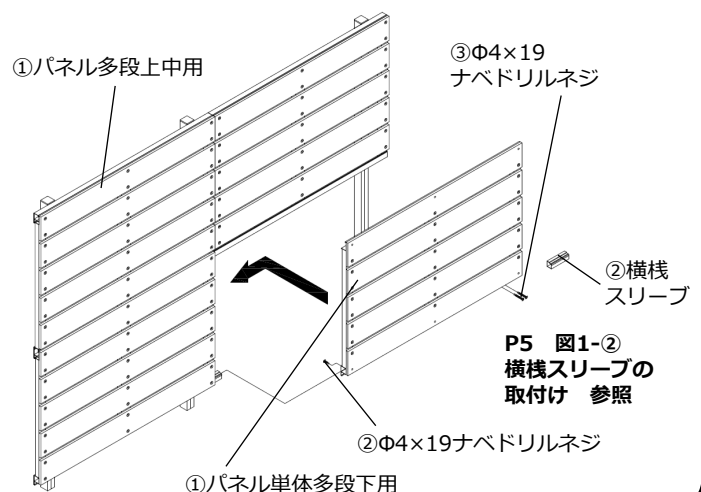 ①パネル多段上中用
③Φ4×19
ナベドリルネジ
②横桟
スリーブ
P5　図1-②
横桟スリーブの
取付け　参照
②Φ4×19ナベドリルネジ
①パネル単体多段下用